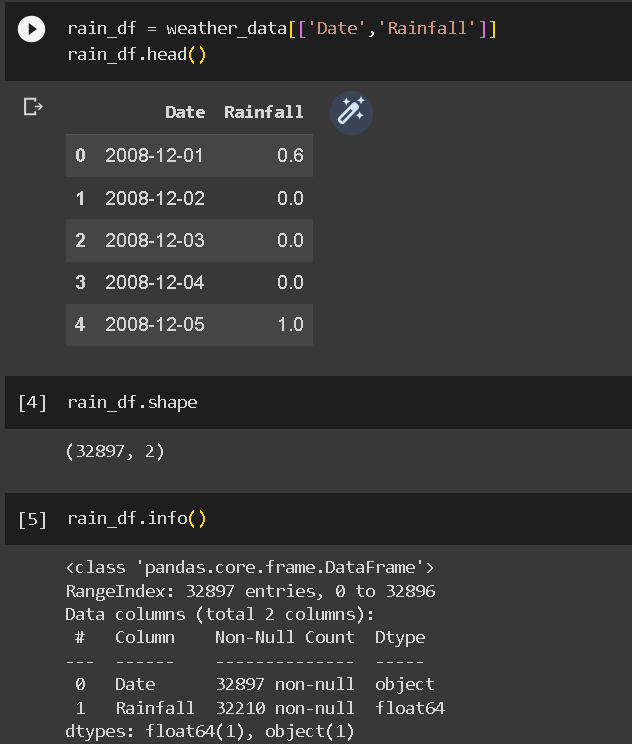 rain_df = weather_data[['Date','Rainfall']]
rain_df.head()
Date Rainfall
0 2008-12-01 0.6
1 2008-12-02 0.0
2 2008-12-03 0.0
3 2008-12-04 0.0
4 2008-12-05 1.0
[4] rain_df.shape
(32897, 2)
[5] rain_df.info()
<class 'pandas.core.frame.DataFrame'>
RangeIndex: 32897 entries, 0 to 32896
Data columns (total 2 columns):
# Column Non-Null Count Dtype
--- ------ -------------- -----
0 Date 32897 non-null object
1 Rainfall 32210 non-null float64
dtypes: float64(1), object(1)